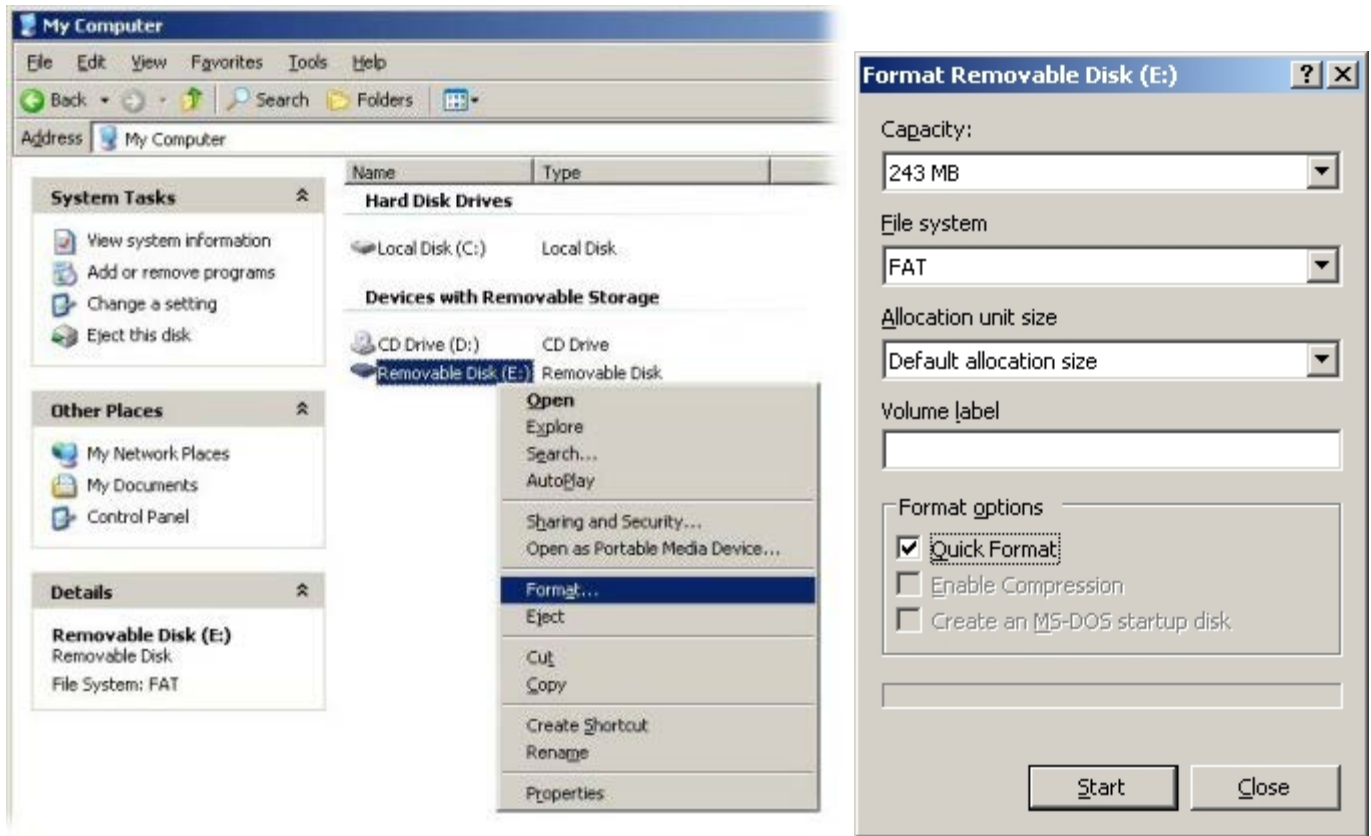 My Computer
File Edit View Favorites Tools Help
Back Search Folders
Address My Computer
System Tasks
View system information
Add or remove programs
Change a setting
Eject this disk
Other Places
My Network Places
My Documents
Control Panel
Details
Removable Disk (E:)
Removable Disk
File System: FAT
Name Type
Hard Disk Drives
Local Disk (C:) Local Disk
Devices with Removable Storage
CD Drive (D:) CD Drive
Removable Disk (E:) Removable Disk
Open
Explore
Search...
AutoPlay
Sharing and Security...
Open as Portable Media Device...
Format...
Eject
Cut
Copy
Create Shortcut
Rename
Properties
Format Removable Disk (E:)
Capacity:
243 MB
File system
FAT
Allocation unit size
Default allocation size
Volume label
Format options
Quick Format
Enable Compression
Create an MS-DOS startup disk
Start Close